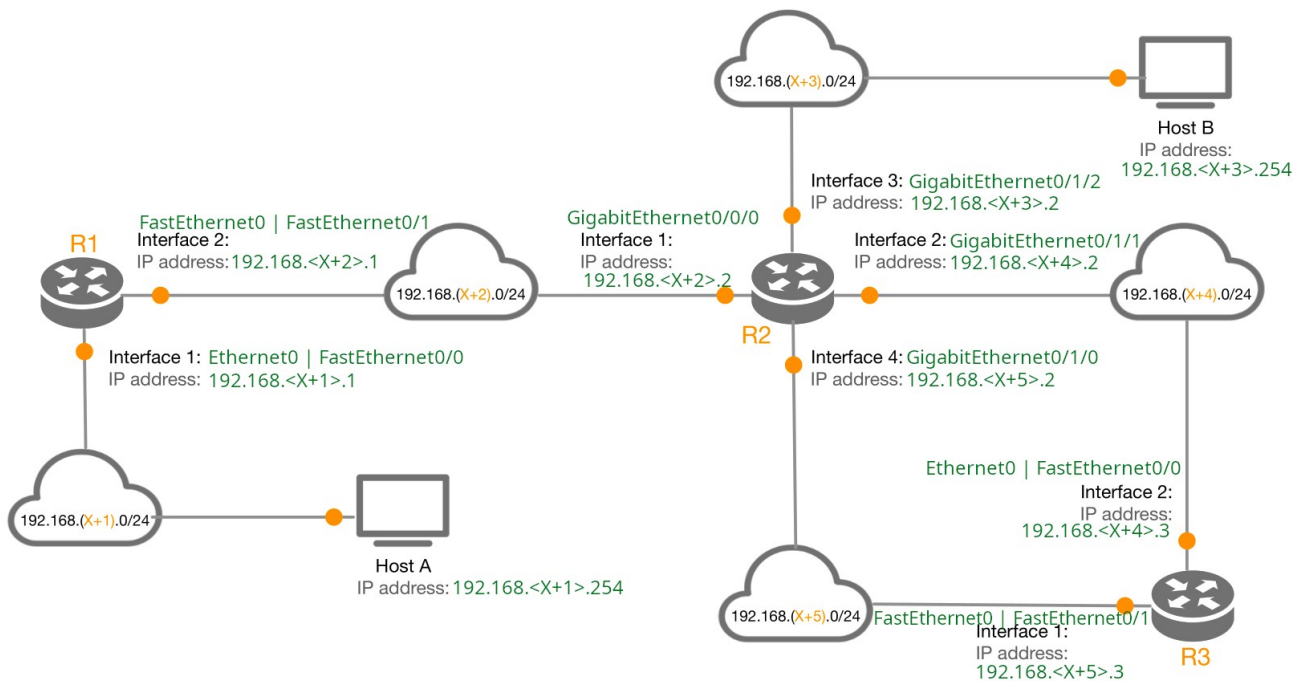 192.168.(X+3).0/24
Host B
IP address:
192.168.<X+3>.254
Interface 3: GigabitEthernet0/1/2
IP address: 192.168.<X+3>.2
FastEthernet0 | FastEthernet0/1
R1
Interface 2:
IP address: 192.168.<X+2>.1
192.168.(X+2).0/24
GigabitEthernet0/0/0
Interface 1:
IP address:
192.168.<X+2>.2
R2
Interface 2: GigabitEthernet0/1/1
IP address: 192.168.<X+4>.2
192.168.(X+4).0/24
Interface 1: Ethernet0 | FastEthernet0/0
IP address: 192.168.<X+1>.1
Interface 4: GigabitEthernet0/1/0
IP address: 192.168.<X+5>.2
192.168.(X+1).0/24
Host A
IP address: 192.168.<X+1>.254
Ethernet0 | FastEthernet0/0
Interface 2:
IP address:
192.168.<X+4>.3
192.168.(X+5).0/24
FastEthernet0 | FastEthernet0/1
Interface 1:
IP address:
192.168.<X+5>.3
R3